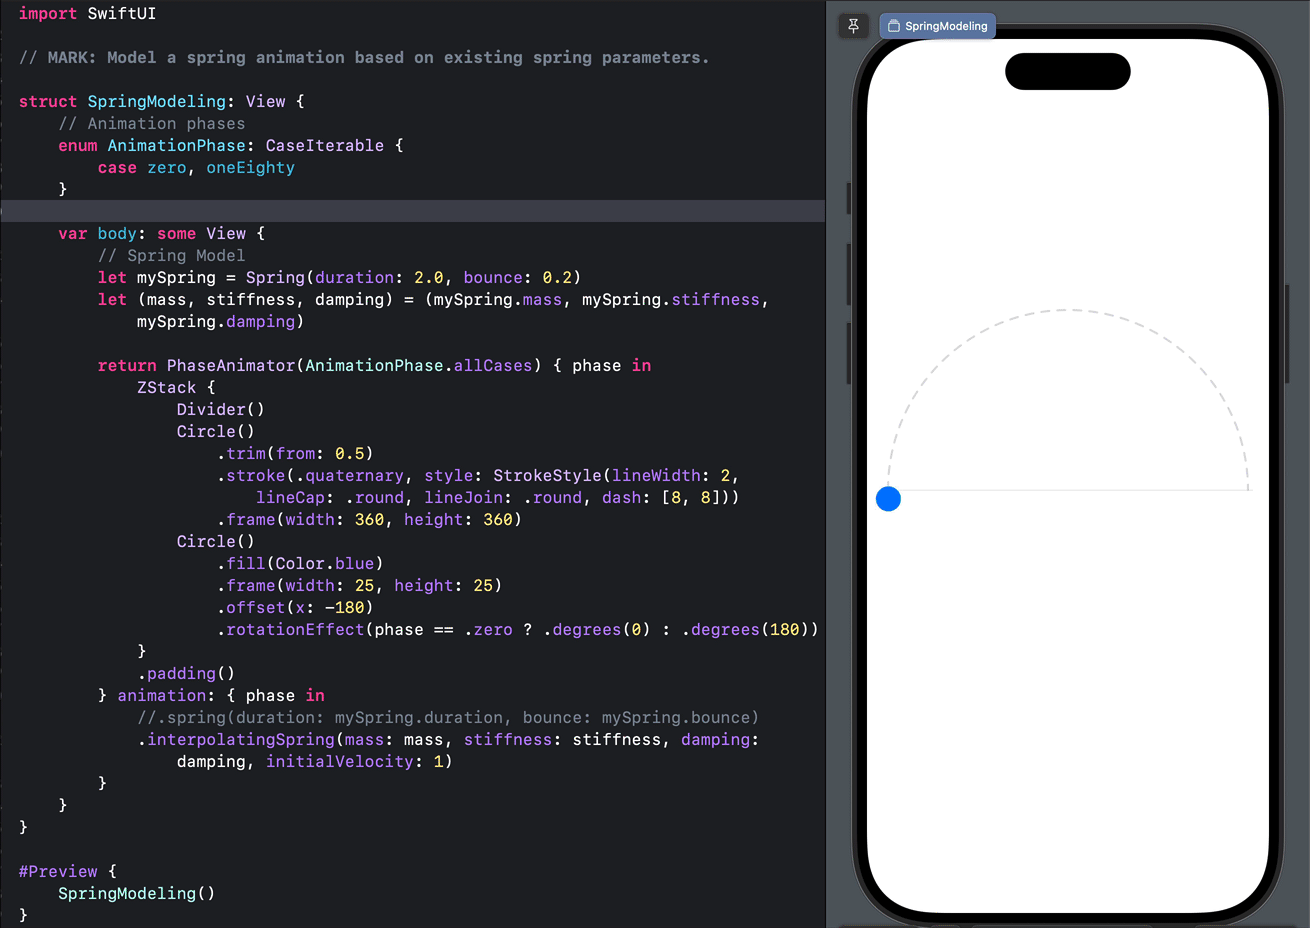 import SwiftUI
SpringModeling
// MARK: Model a spring animation based on existing spring parameters.
struct SpringModeling: View {
// Animation phases
enum AnimationPhase: CaseIterable {
case zero, oneEighty
}
var body: some View {
// Spring Model
let mySpring = Spring(duration: 2.0, bounce: 0.2)
let (mass, stiffness, damping) = (mySpring.mass, mySpring.stiffness,
mySpring.damping)
return PhaseAnimator(AnimationPhase.allCases) { phase in
ZStack {
Divider()
Circle()
.trim(from: 0.5)
.stroke(.quaternary, style: StrokeStyle(lineWidth: 2,
lineCap: .round, lineJoin: .round, dash: [8, 8]))
.frame(width: 360, height: 360)
Circle()
.fill(Color.blue)
.frame(width: 25, height: 25)
.offset(x: -180)
.rotationEffect(phase == .zero ? .degrees(0) : .degrees(180))
}
.padding()
} animation: { phase in
//.spring(duration: mySpring.duration, bounce: mySpring.bounce)
.interpolatingSpring(mass: mass, stiffness: stiffness, damping:
damping, initialVelocity: 1)
}
}
}
#Preview {
SpringModeling()
}